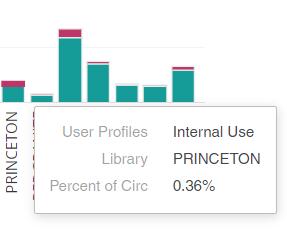 PRINCETON
User Profiles Internal Use
Library PRINCETON
Percent of Circ 0.36%